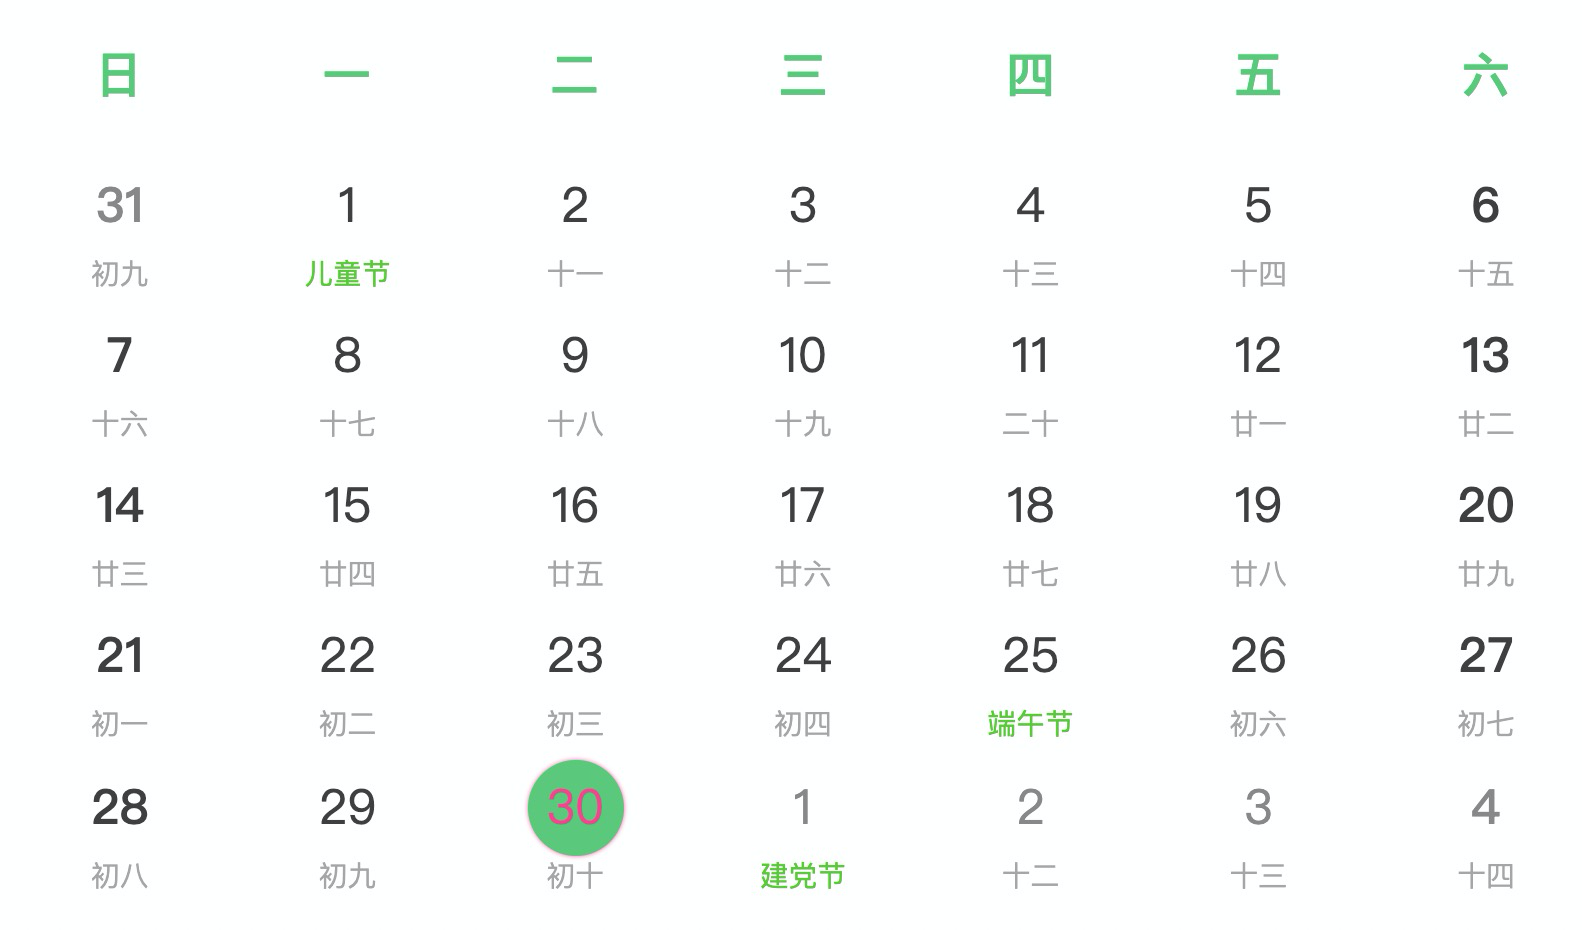 日 一 二 三 四 五 六
31 1 2 3 4 5 6
初九 儿童节 十一 十二 十三 十四 十五
7 8 9 10 11 12 13
十六 十七 十八 十九 二十 廿一 廿二
14 15 16 17 18 19 20
廿三 廿四 廿五 廿六 廿七 廿八 廿九
21 22 23 24 25 26 27
初一 初二 初三 初四 端午节 初六 初七
28 29 30 1 2 3 4
初八 初九 初十 建党节 十二 十三 十四